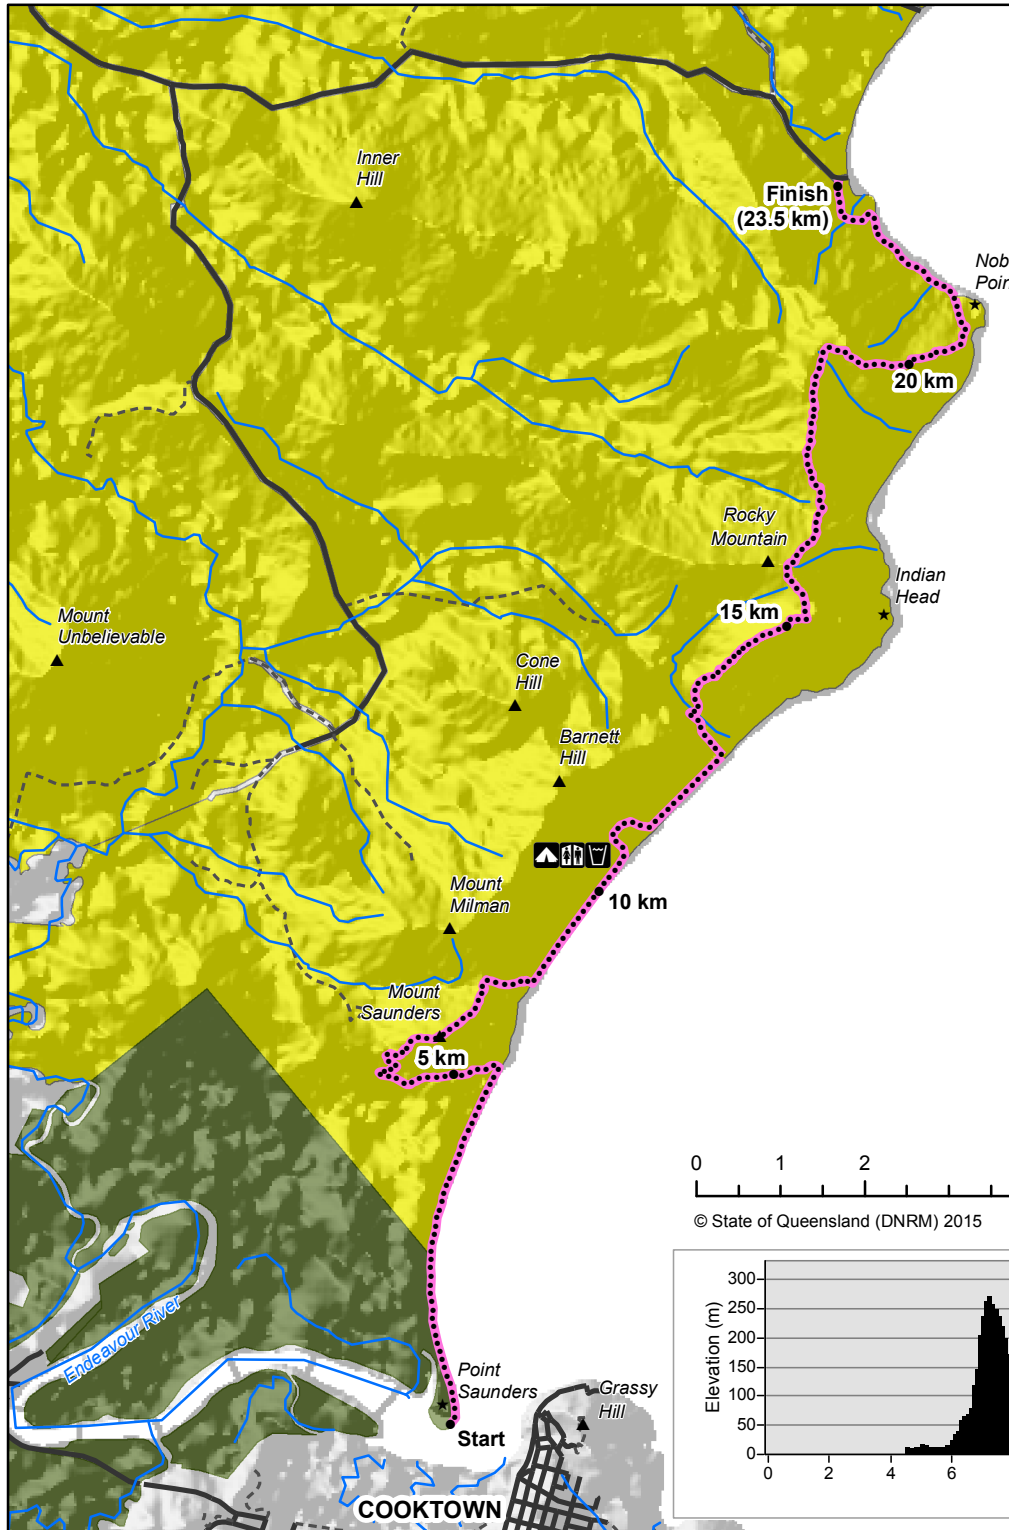 Inner
Hill
Finish
(23.5 km)
Nob
Poin
20 km
Rocky
Mountain
Indian
Head
15 km
Mount
Unbelievable
Cone
Hill
Barnett
Hill
10 km
Mount
Milman
Mount
Saunders
5 km
0 1 2
© State of Queensland (DNRM) 2015
Elevation (m)
300
250
200
150
100
50
0
0 2 4 6
Endeavour River
Point
Saunders
Grassy
Hill
Start
COOKTOWN